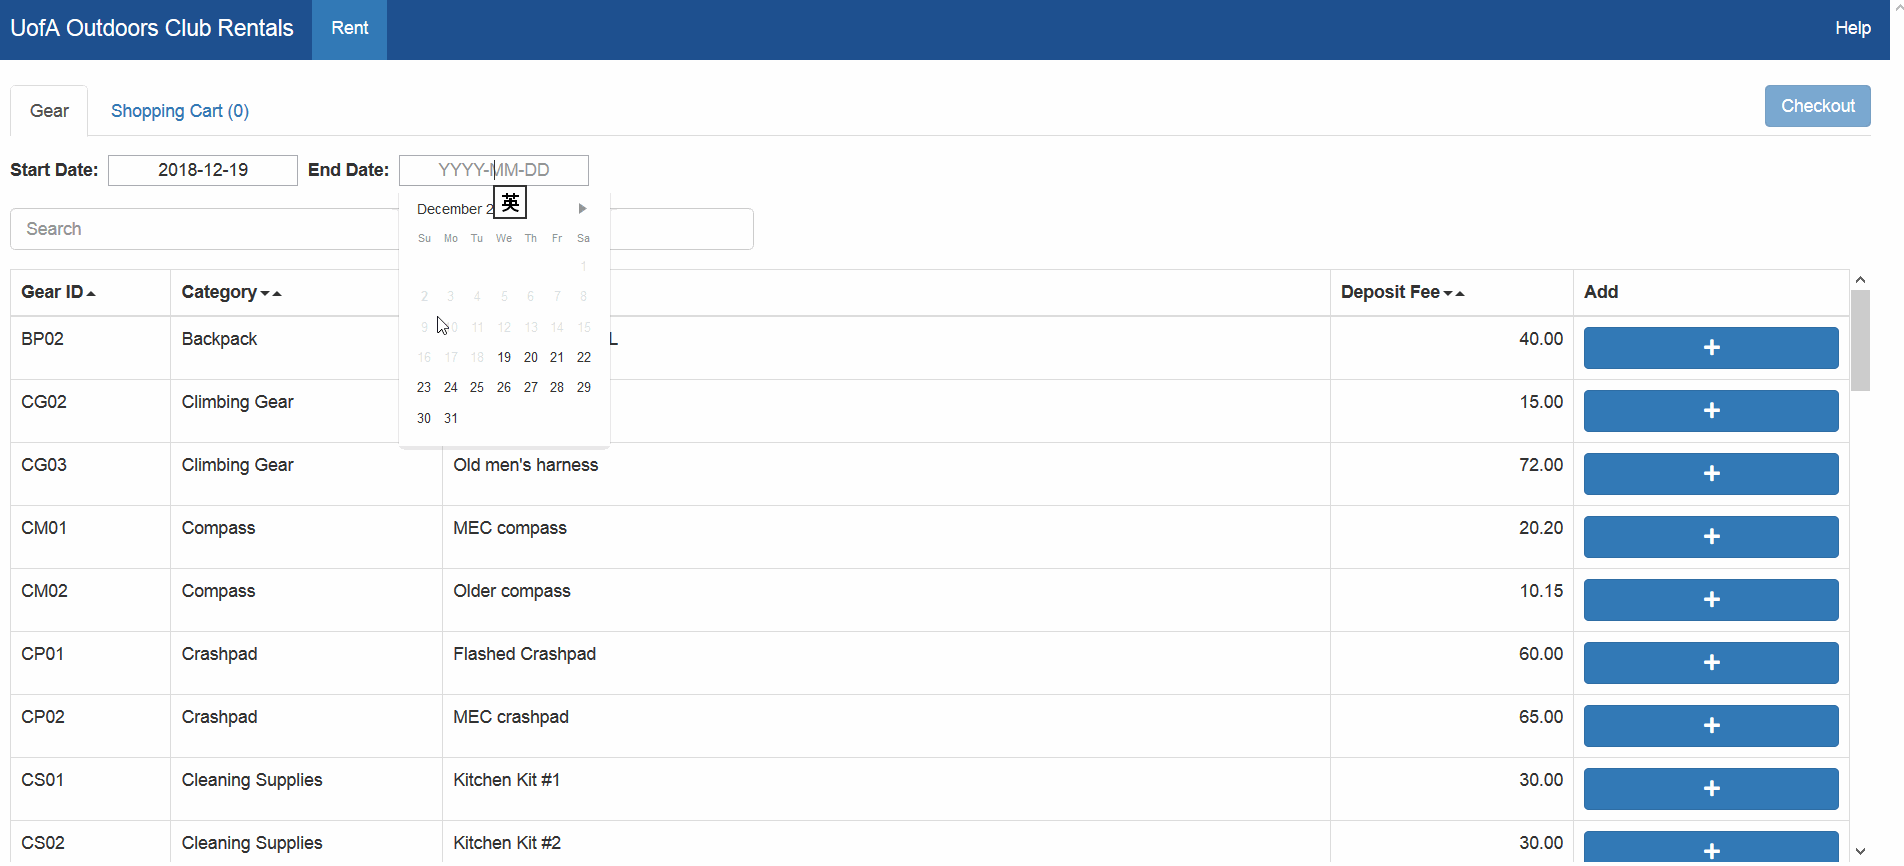 UofA Outdoors Club Rentals Rent Help
Gear Shopping Cart (0) Checkout
Start Date: 2018-12-19 End Date: YYYY-MM-DD
英
December
Search
Su Mo Tu We Th Fr Sa
1
2 3 4 5 6 7 8
9 11 12 13 14 15
16 17 18 19 20 21 22
23 24 25 26 27 28 29
30 31
Gear ID Category Deposit Fee Add
BP02 Backpack L 40.00 +
CG02 Climbing Gear 15.00 +
CG03 Climbing Gear Old men's harness 72.00 +
CM01 Compass MEC compass 20.20 +
CM02 Compass Older compass 10.15 +
CP01 Crashpad Flashed Crashpad 60.00 +
CP02 Crashpad MEC crashpad 65.00 +
CS01 Cleaning Supplies Kitchen Kit #1 30.00 +
CS02 Cleaning Supplies Kitchen Kit #2 30.00 +